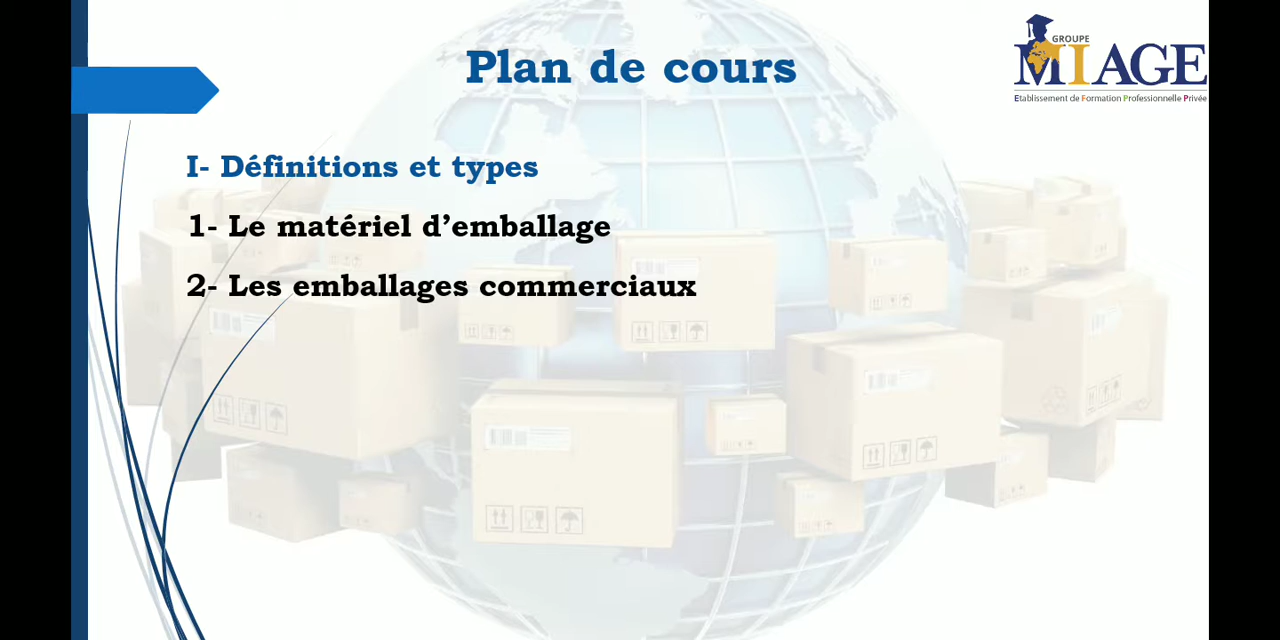 Plan de cours
GROUPE
MIAGE
Etablissement de Formation Professionnelle Privée
I- Définitions et types
1- Le matériel d’emballage
2- Les emballages commerciaux